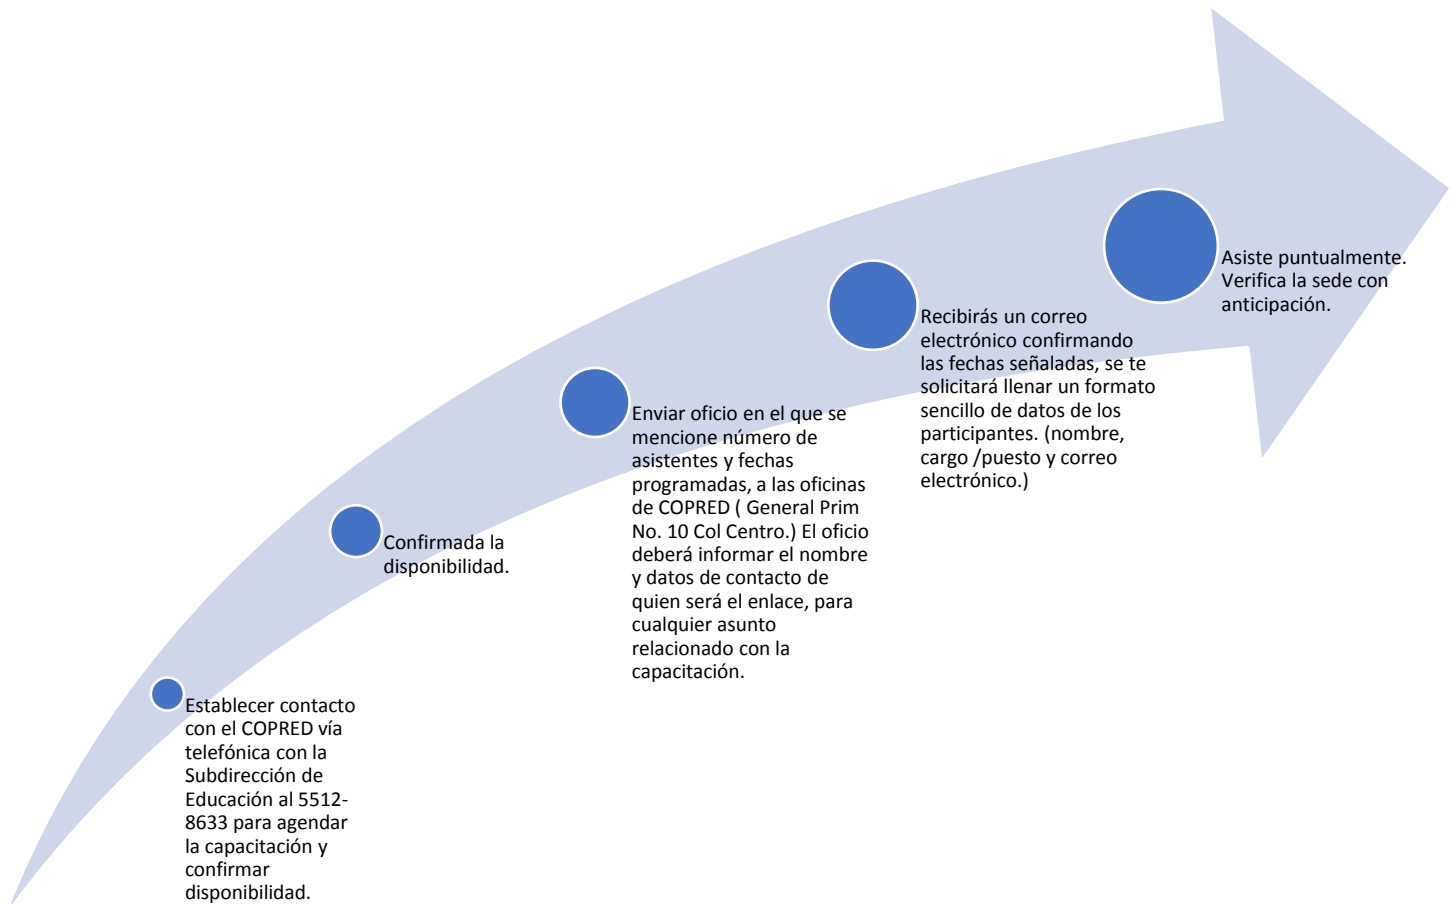 Establecer contacto
con el COPRED vía
telefónica con la
Subdirección de
Educación al 5512-
8633 para agendar
la capacitación y
confirmar
disponibilidad.
Confirmada la
disponibilidad.
Enviar oficio en el que se
mencione número de
asistentes y fechas
programadas, a las oficinas
de COPRED ( General Prim
No. 10 Col Centro.) El oficio
deberá informar el nombre
y datos de contacto de
quien será el enlace, para
cualquier asunto
relacionado con la
capacitación.
Recibirás un correo
electrónico confirmando
las fechas señaladas, se te
solicitará llenar un formato
sencillo de datos de los
participantes. (nombre,
cargo /puesto y correo
electrónico.)
Asiste puntualmente.
Verifica la sede con
anticipación.